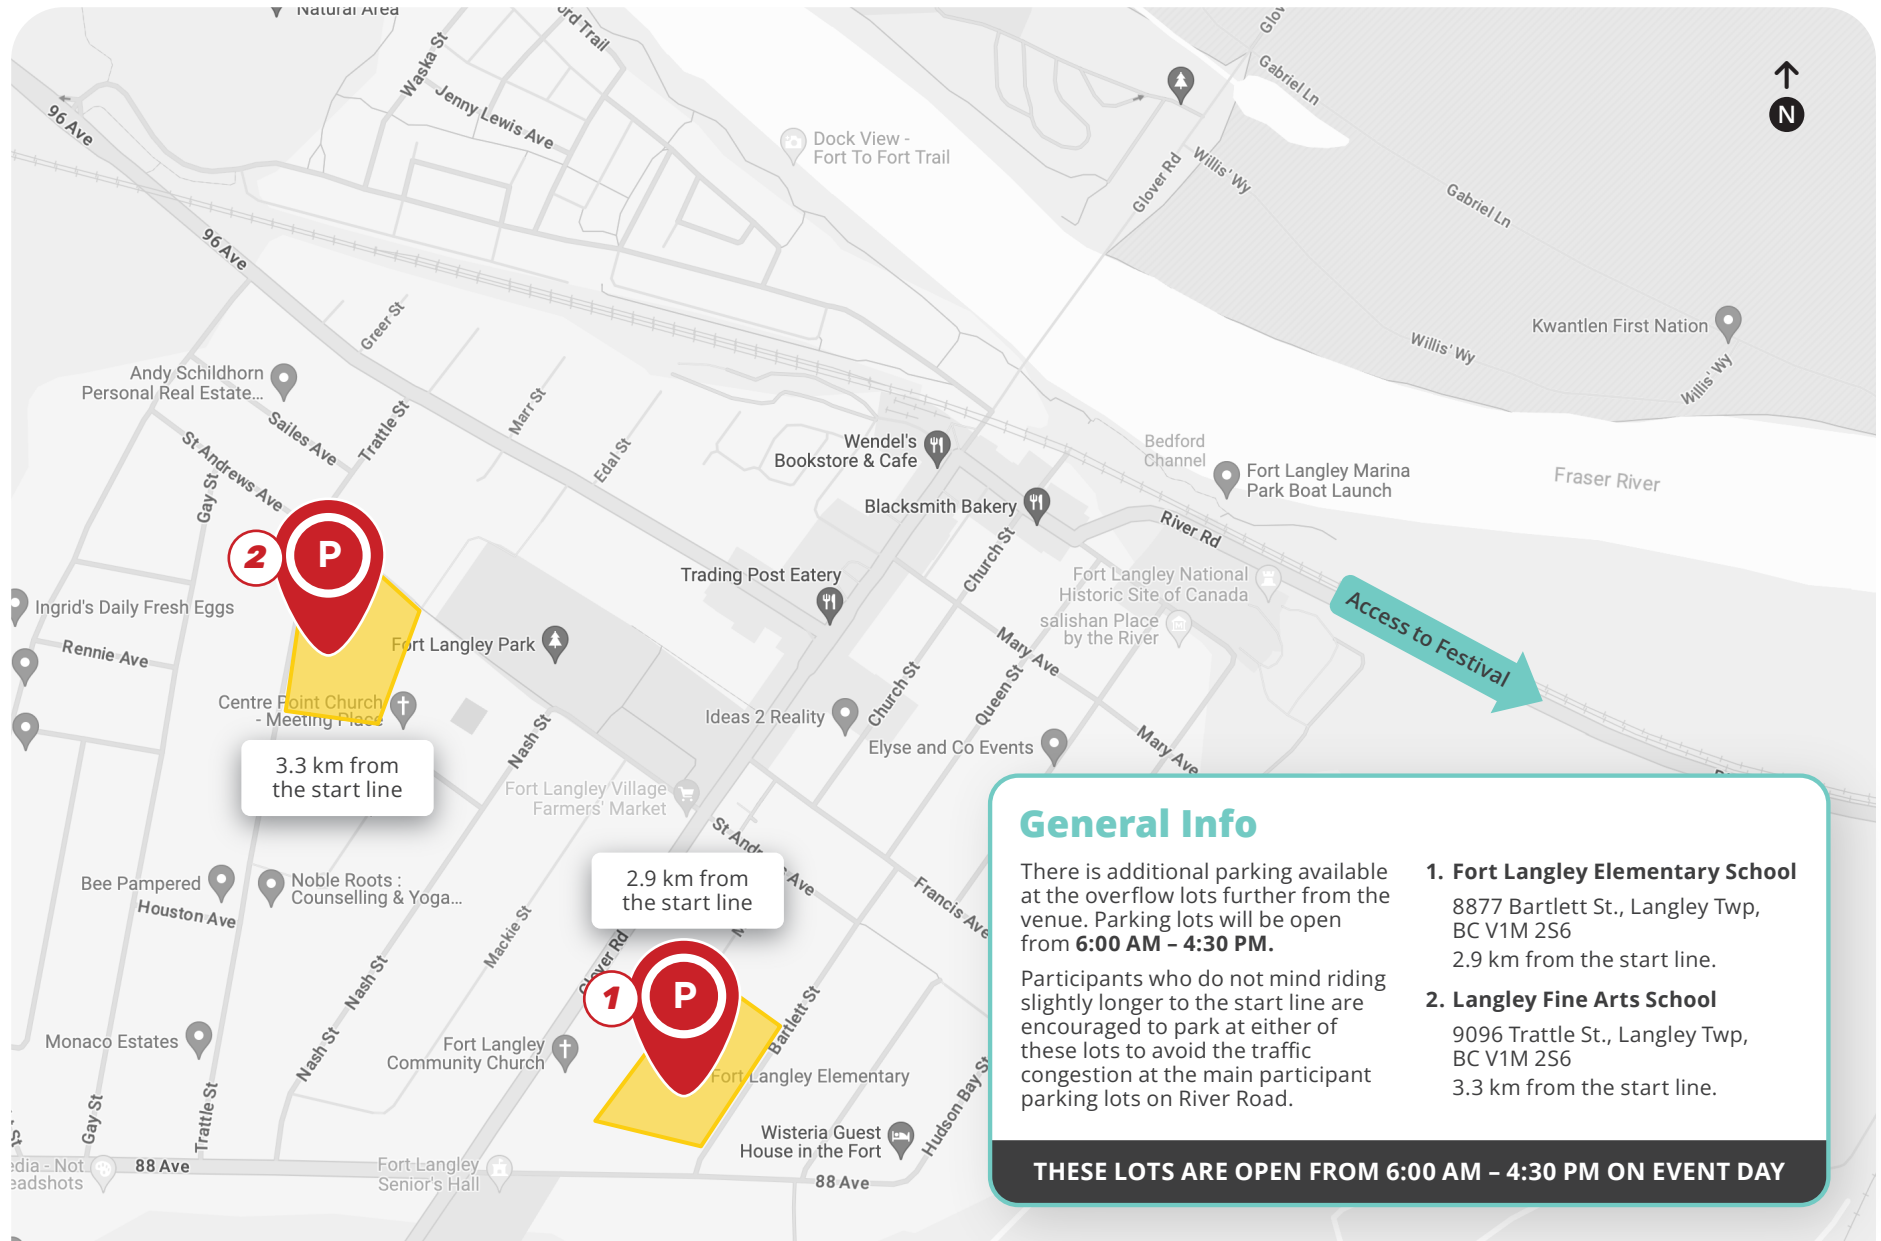 Natural Area
ord Trail
Waska St
Jenny Lewis Ave
96 Ave
Glov
Gabriel Ln
N
Dock View -
Fort To Fort Trail
Glover Rd
Willis' Wy
Gabriel Ln
96 Ave
Greer St
Kwantlen First Nation
Willis' Wy
Willis' Wy
Andy Schildhorn
Personal Real Estate...
Sailes Ave
Trattle St
Marr St
Edal St
St Andrews Ave
Gay St
Wendel's
Bookstore & Cafe
Bedford
Channel
Fort Langley Marina
Park Boat Launch
Fraser River
Blacksmith Bakery
River Rd
Church St
2
P
Trading Post Eatery
Fort Langley National
Historic Site of Canada
salishan Place
by the River
Access to Festival
Ingrid's Daily Fresh Eggs
Rennie Ave
Fort Langley Park
Mary Ave
Centre Point Church
- Meeting Place
Nash St
Ideas 2 Reality
Church St
Queen St
Elyse and Co Events
Mary Ave
3.3 km from
the start line
Fort Langley Village
Farmers' Market
St Andr
Ave
2.9 km from
the start line
Francis Ave
Bee Pampered
Houston Ave
Noble Roots :
Counselling & Yoga...
Mackie St
Glover Rd
1
P
Nash St
Nash St
Monaco Estates
Fort Langley
Community Church
Bartlett St
Fort Langley Elementary
Hudson Bay St
Gay St
Trattle St
Wisteria Guest
House in the Fort
St
edia - Not
eadshots
88 Ave
Fort Langley
Senior's Hall
88 Ave
General Info
There is additional parking available
at the overflow lots further from the
venue. Parking lots will be open
from 6:00 AM – 4:30 PM.
Participants who do not mind riding
slightly longer to the start line are
encouraged to park at either of
these lots to avoid the traffic
congestion at the main participant
parking lots on River Road.
1. Fort Langley Elementary School
8877 Bartlett St., Langley Twp,
BC V1M 2S6
2.9 km from the start line.
2. Langley Fine Arts School
9096 Trattle St., Langley Twp,
BC V1M 2S6
3.3 km from the start line.
THESE LOTS ARE OPEN FROM 6:00 AM – 4:30 PM ON EVENT DAY